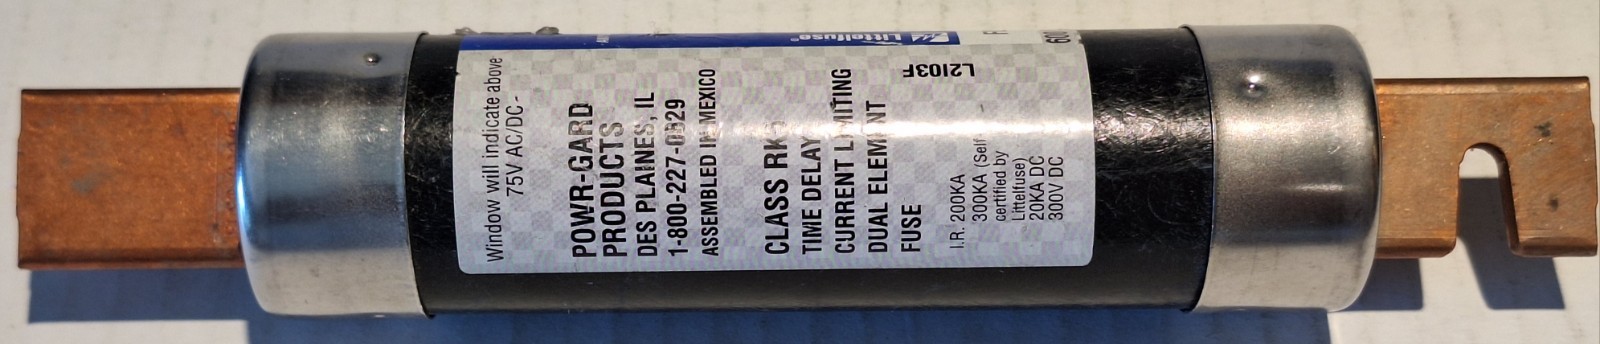 Littelfuse®
L2103F
Window will indicate above
75V AC/DC -
POWR-GARD
PRODUCTS
DES PLAINES, IL
1-800-227-0029
ASSEMBLED IN MEXICO
CLASS RK5
TIME DELAY
CURRENT LIMITING
DUAL ELEMENT
FUSE
I.R. 200KA
300KA (Self
certified by
Littelfuse)
20KA DC
300V DC